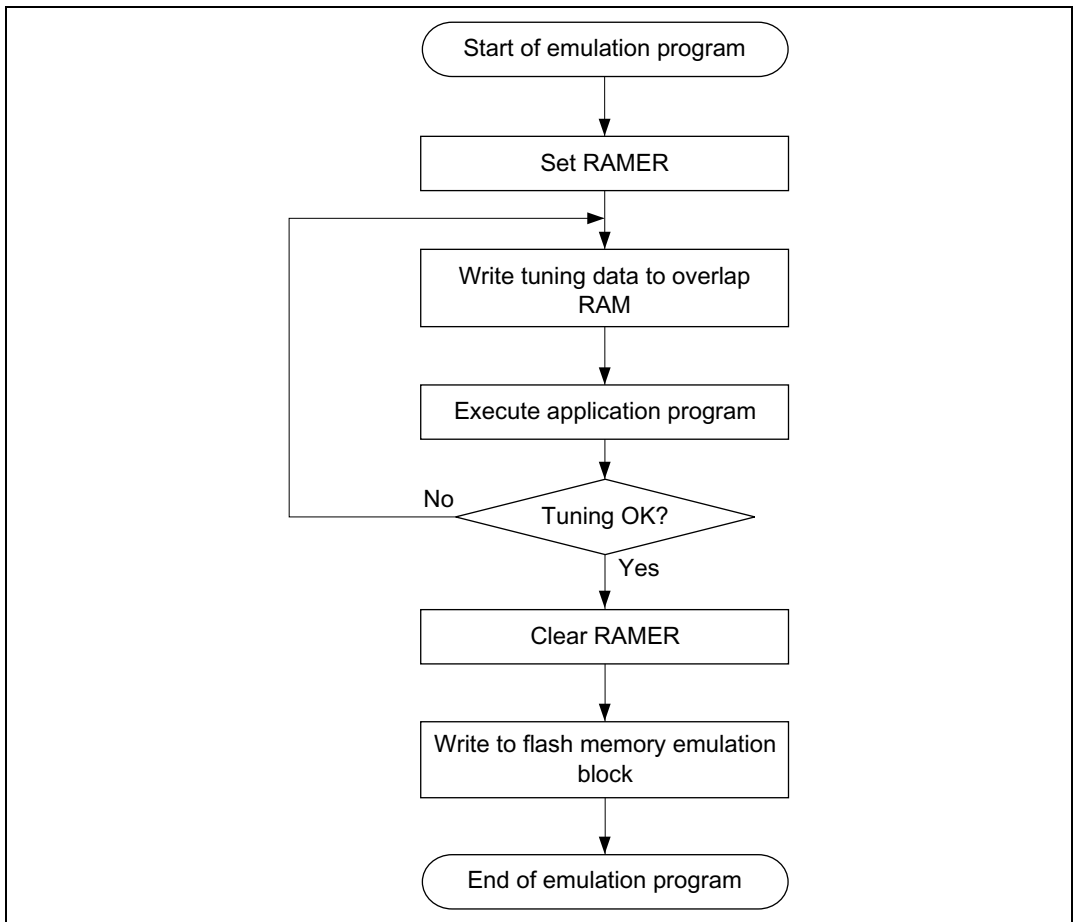 Start of emulation program
Set RAMER
Write tuning data to overlap
RAM
Execute application program
No
Tuning OK?
Yes
Clear RAMER
Write to flash memory emulation
block
End of emulation program